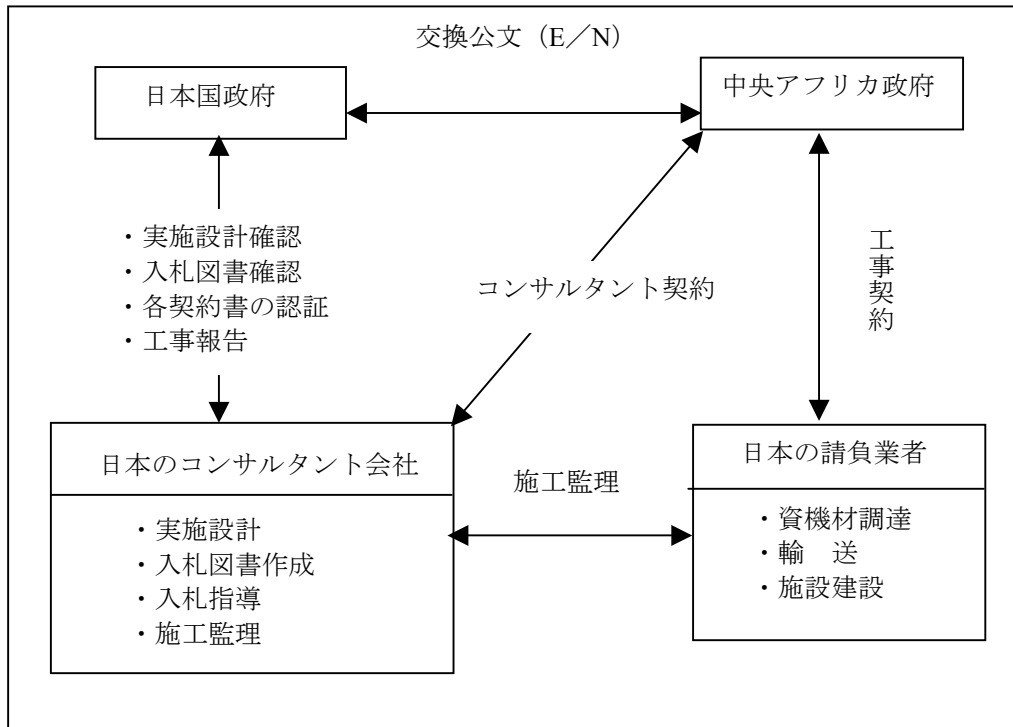 交換公文（E／N）
日本国政府
中央アフリカ政府
・実施設計確認
・入札図書確認
・各契約書の認証
・工事報告
コンサルタント契約
工事契約
日本のコンサルタント会社
・実施設計
・入札図書作成
・入札指導
・施工監理
施工監理
日本の請負業者
・資機材調達
・輸　送
・施設建設